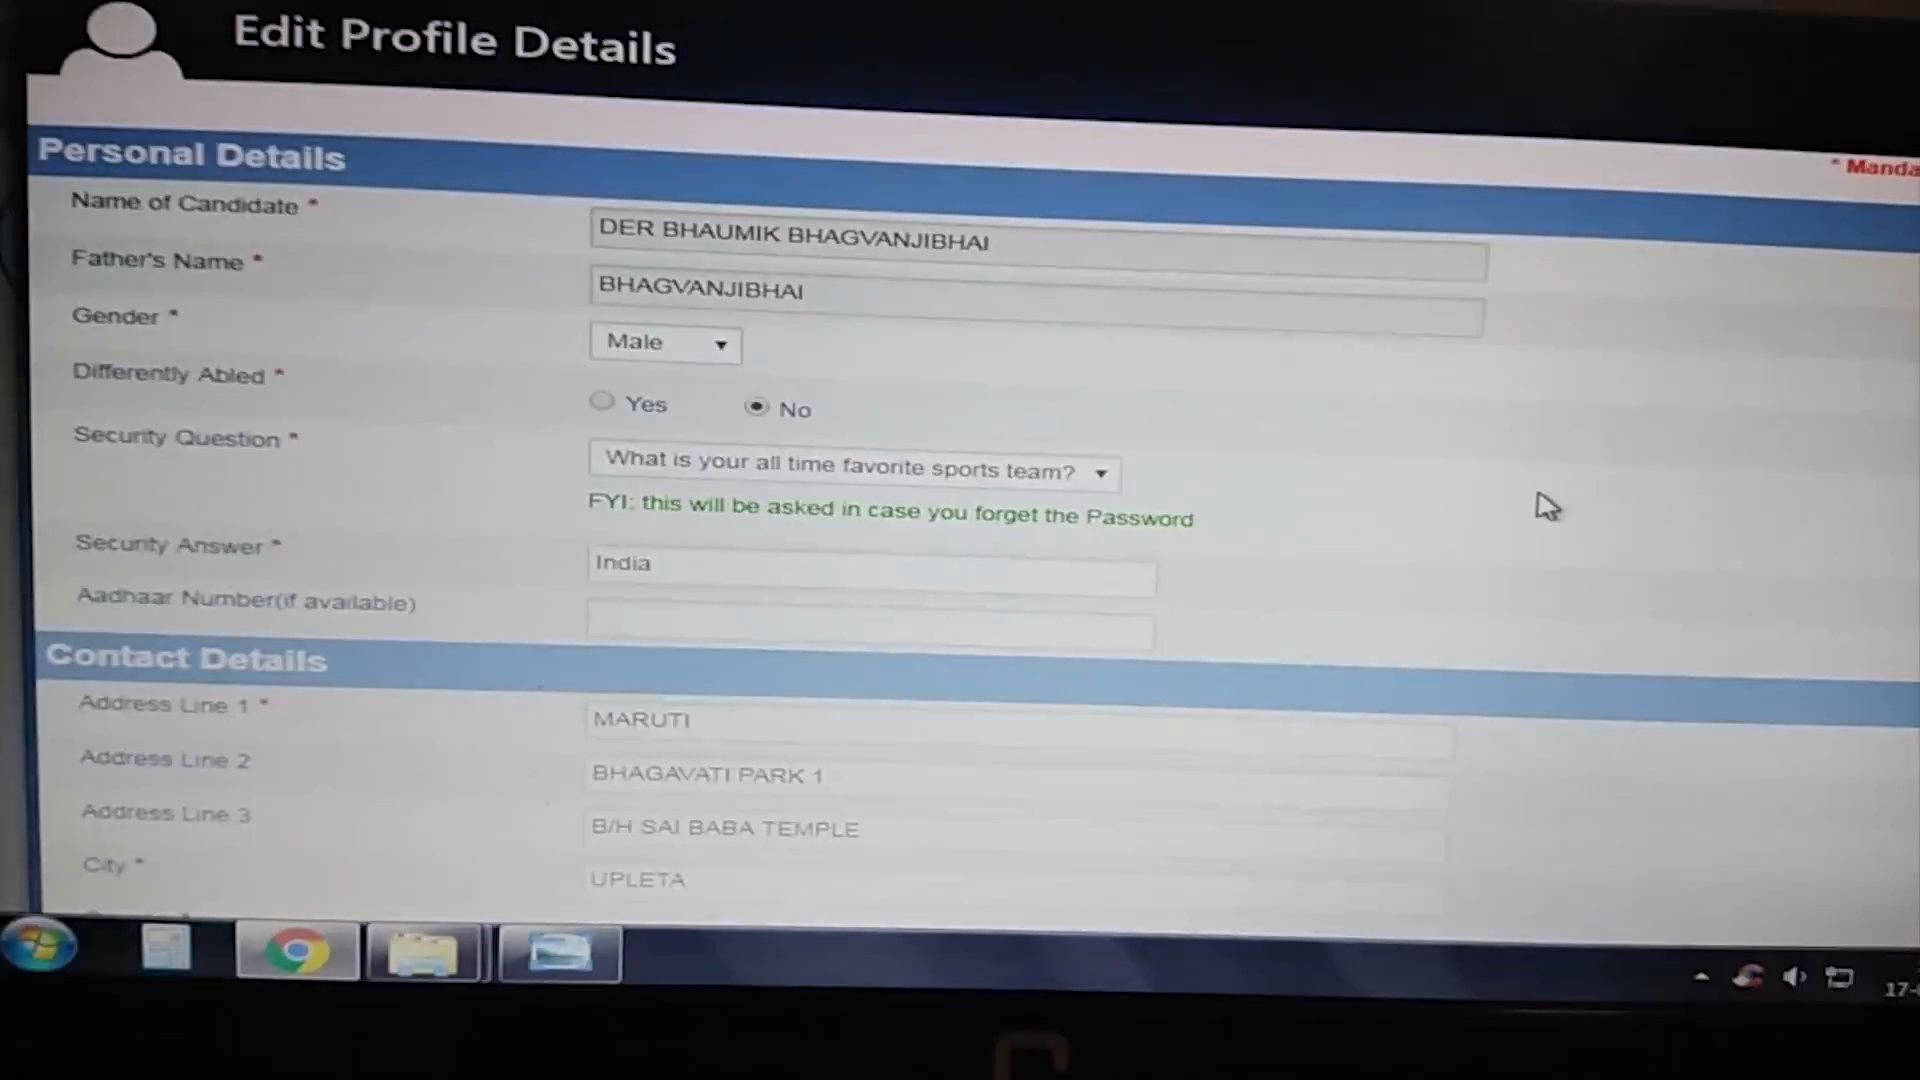 Edit Profile Details
* Manda
Personal Details
Name of Candidate *
DER BHAUMIK BHAGVANJIBHAI
Father's Name *
BHAGVANJIBHAI
Gender *
Male
Differently Abled *
Yes No
Security Question *
What is your all time favorite sports team?
FYI: this will be asked in case you forget the Password
Security Answer *
India
Aadhaar Number(if available)
Contact Details
Address Line 1 *
MARUTI
Address Line 2
BHAGAVATI PARK 1
Address Line 3
B/H SAI BABA TEMPLE
City *
UPLETA
17-